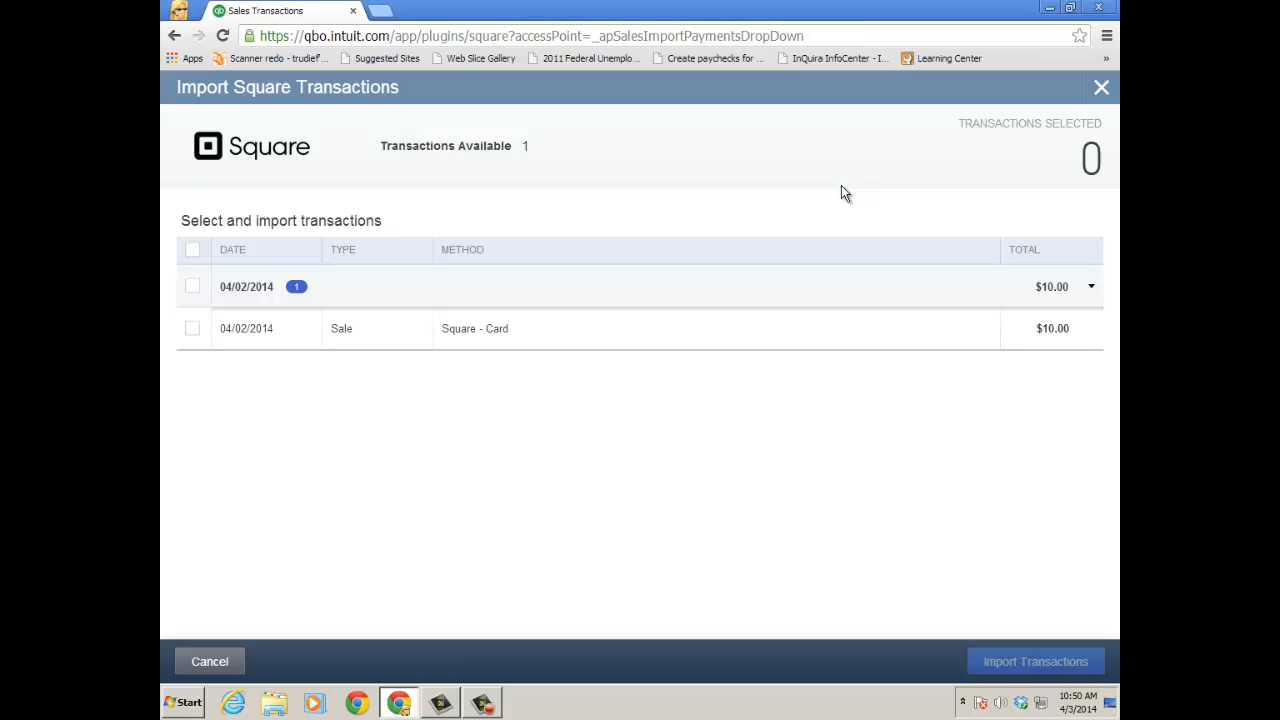 Sales Transactions
https://qbo.intuit.com/app/plugins/square?accessPoint=_apSalesImportPaymentsDropDown
Apps Scanner redo - trudief'... Suggested Sites Web Slice Gallery 2011 Federal Unemplo... Create paychecks for ... InQuira InfoCenter - I... Learning Center »
Import Square Transactions
TRANSACTIONS SELECTED
Square Transactions Available 1 0
Select and import transactions
DATE TYPE METHOD TOTAL
04/02/2014 1 $10.00
04/02/2014 Sale Square - Card $10.00
Cancel Import Transactions
Start 10:50 AM
4/3/2014